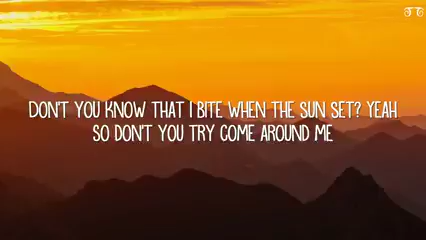 DON'T YOU KNOW THAT I BITE WHEN THE SUN SET? YEAH
SO DON'T YOU TRY COME AROUND ME